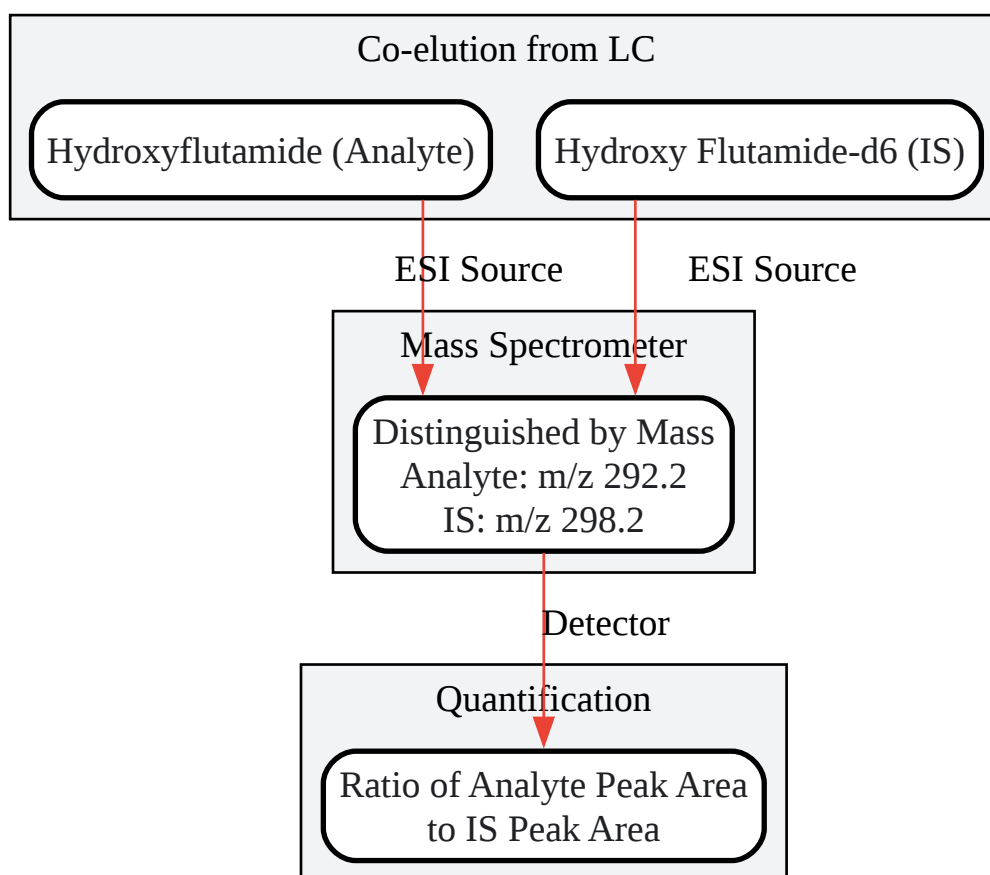 Co-elution from LC
Hydroxyflutamide (Analyte)
Hydroxy Flutamide-d6 (IS)
ESI Source
ESI Source
Mass Spectrometer
Distinguished by Mass
Analyte: m/z 292.2
IS: m/z 298.2
Detector
Quantification
Ratio of Analyte Peak Area
to IS Peak Area